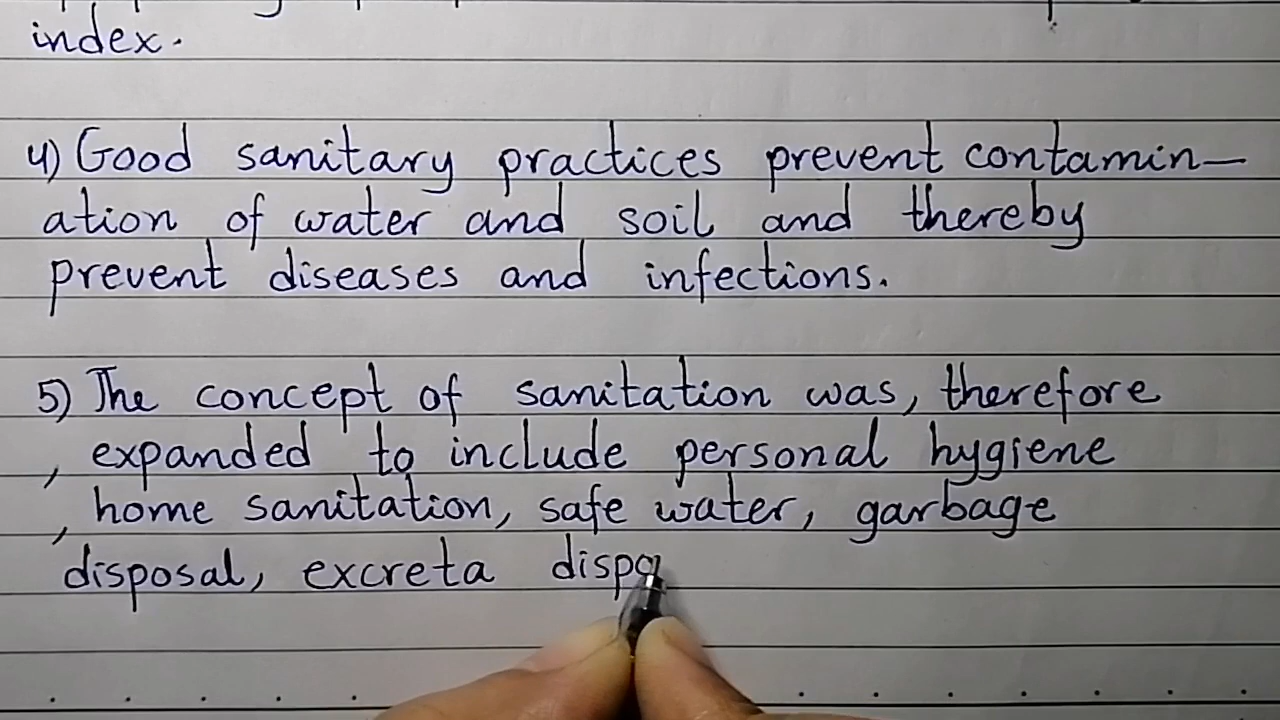 index.
4) Good sanitary practices prevent contamin-
ation of water and soil and thereby
prevent diseases and infections.
5) The concept of sanitation was, therefore
, expanded to include personal hygiene
, home sanitation, safe water, garbage
disposal, excreta dispo